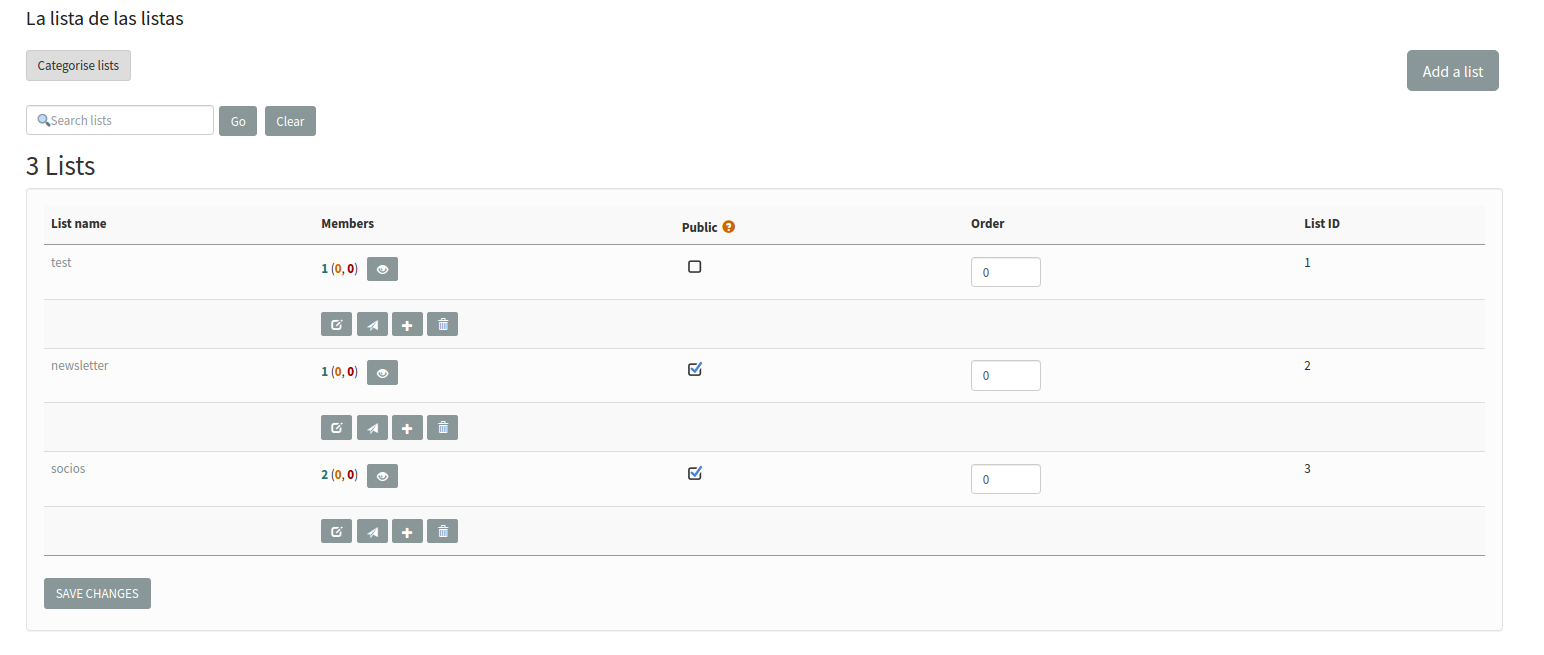 La lista de las listas
Categorise lists
Add a list
Search lists Go Clear
3 Lists
List name Members Public ? Order List ID
test 1 (0, 0) 0 1
newsletter 1 (0, 0) 0 2
socios 2 (0, 0) 0 3
SAVE CHANGES